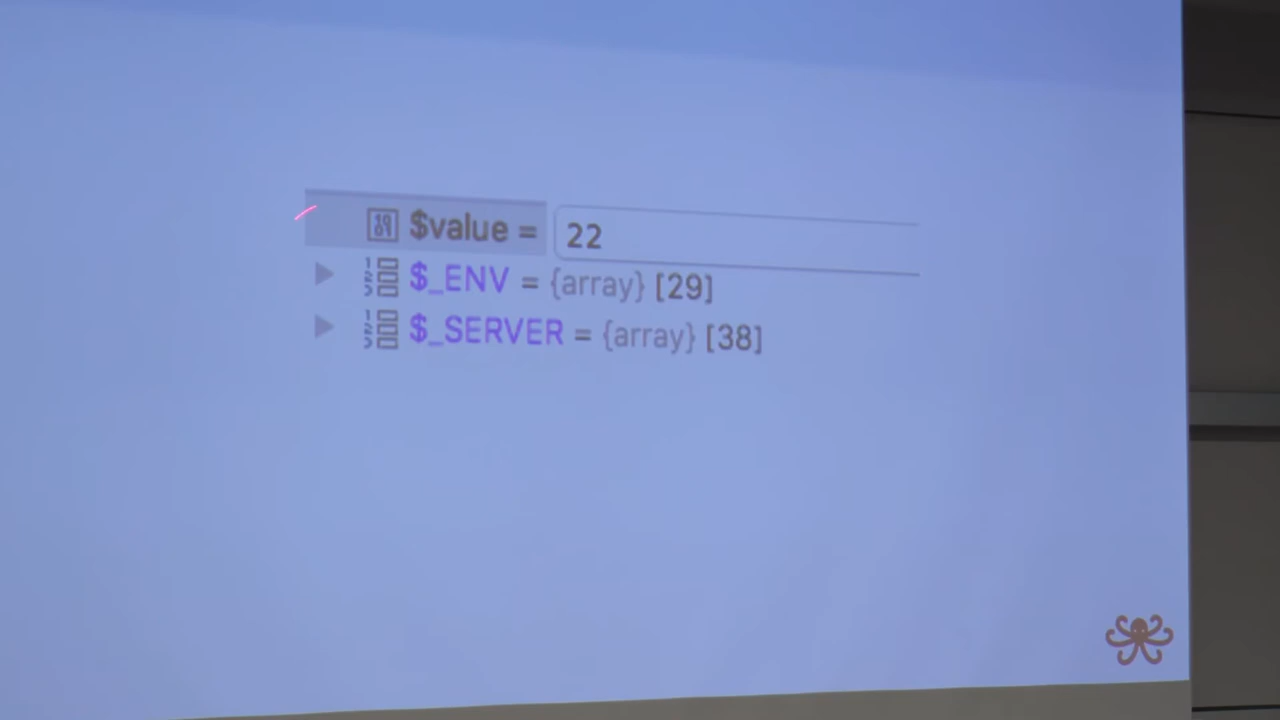 $value = 22
$_ENV = {array} [29]
$_SERVER = {array} [38]